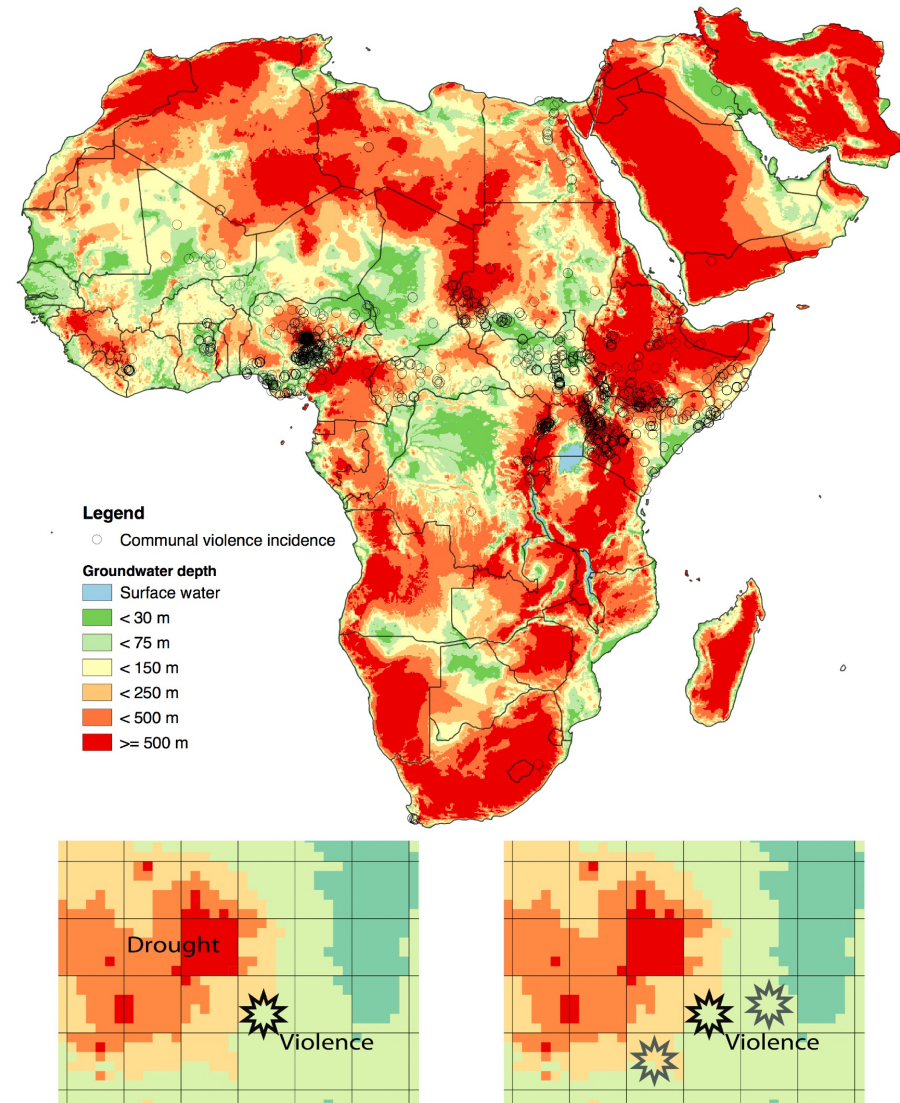 Legend
Communal violence incidence
Groundwater depth
Surface water
< 30 m
< 75 m
< 150 m
< 250 m
< 500 m
>= 500 m
Drought
Violence
Violence